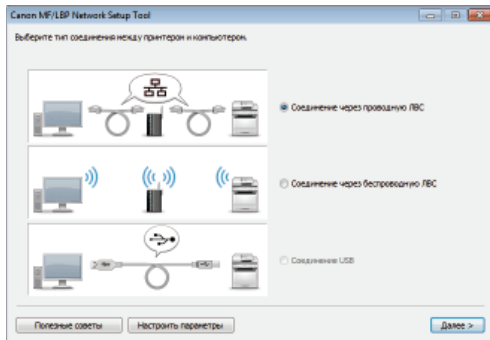 Canon MF/LBP Network Setup Tool
Выберите тип соединения между принтером и компьютером.
Соединение через проводную ЛВС
Соединение через беспроводную ЛВС
Соединение USB
Полезные советы
Настроить параметры
Далее >